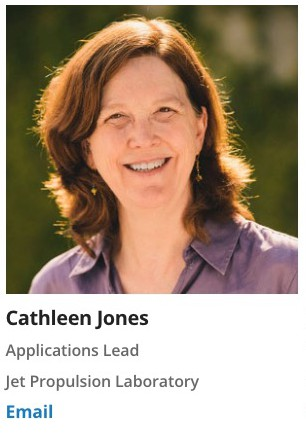 Cathleen Jones
Applications Lead
Jet Propulsion Laboratory
Email